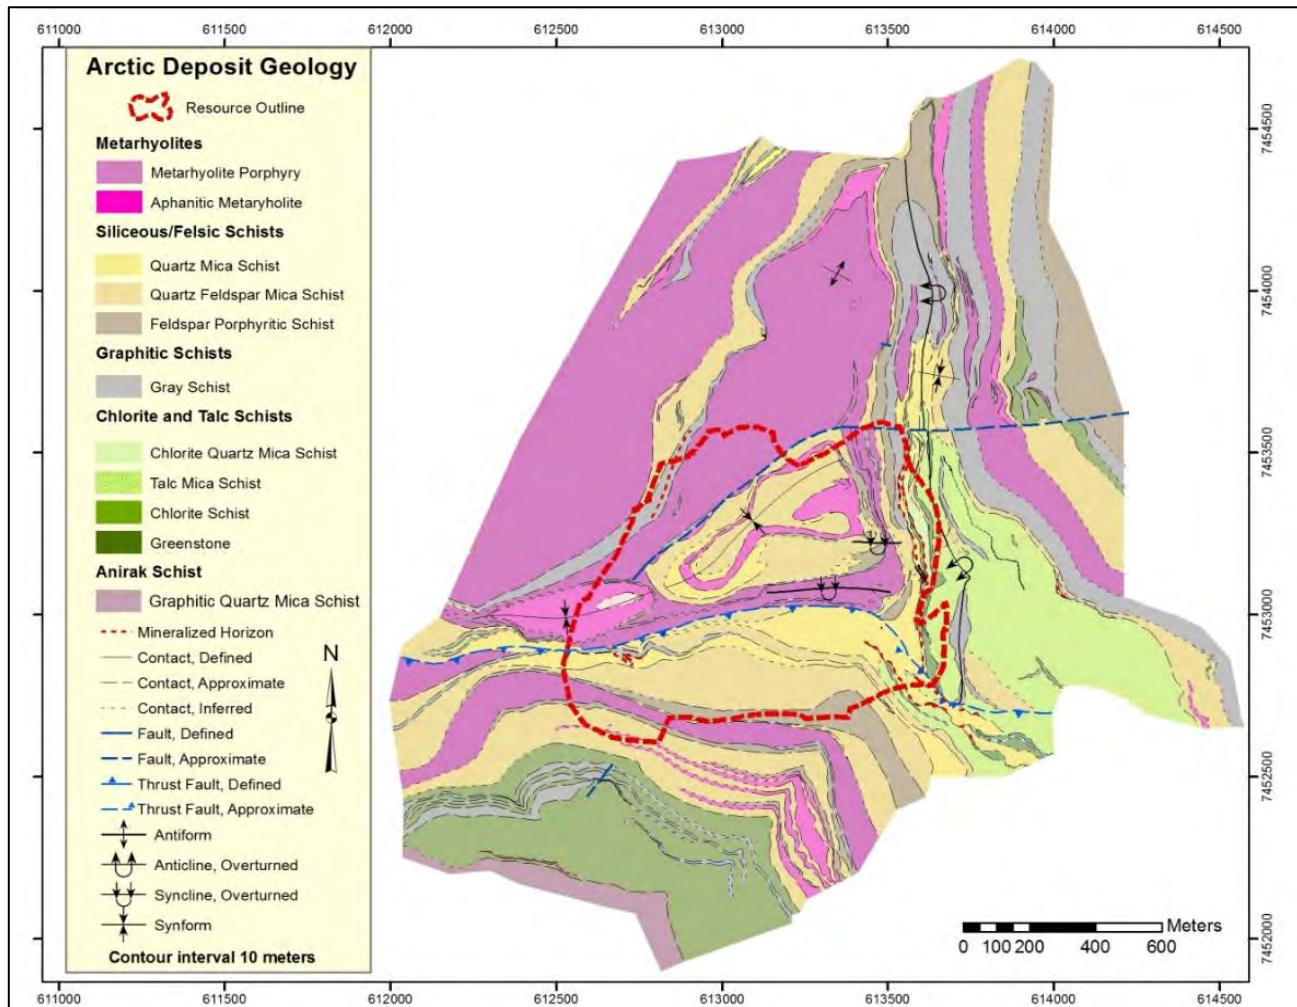 611000 611500 612000 612500 613000 613500 614000 614500
Arctic Deposit Geology
Resource Outline
Metarhyolites
Metarhyolite Porphyry
Aphanitic Metaryholite
Siliceous/Felsic Schists
Quartz Mica Schist
Quartz Feldspar Mica Schist
Feldspar Porphyritic Schist
Graphitic Schists
Gray Schist
Chlorite and Talc Schists
Chlorite Quartz Mica Schist
Talc Mica Schist
Chlorite Schist
Greenstone
Anirak Schist
Graphitic Quartz Mica Schist
Mineralized Horizon
Contact, Defined
Contact, Approximate
Contact, Inferred
Fault, Defined
Fault, Approximate
Thrust Fault, Defined
Thrust Fault, Approximate
Antiform
Anticline, Overturned
Syncline, Overturned
Synform
Contour interval 10 meters
N
7454500
7454000
7453500
7453000
7452500
7452000
Meters
0 100 200 400 600
611000 611500 612000 612500 613000 613500 614000 614500